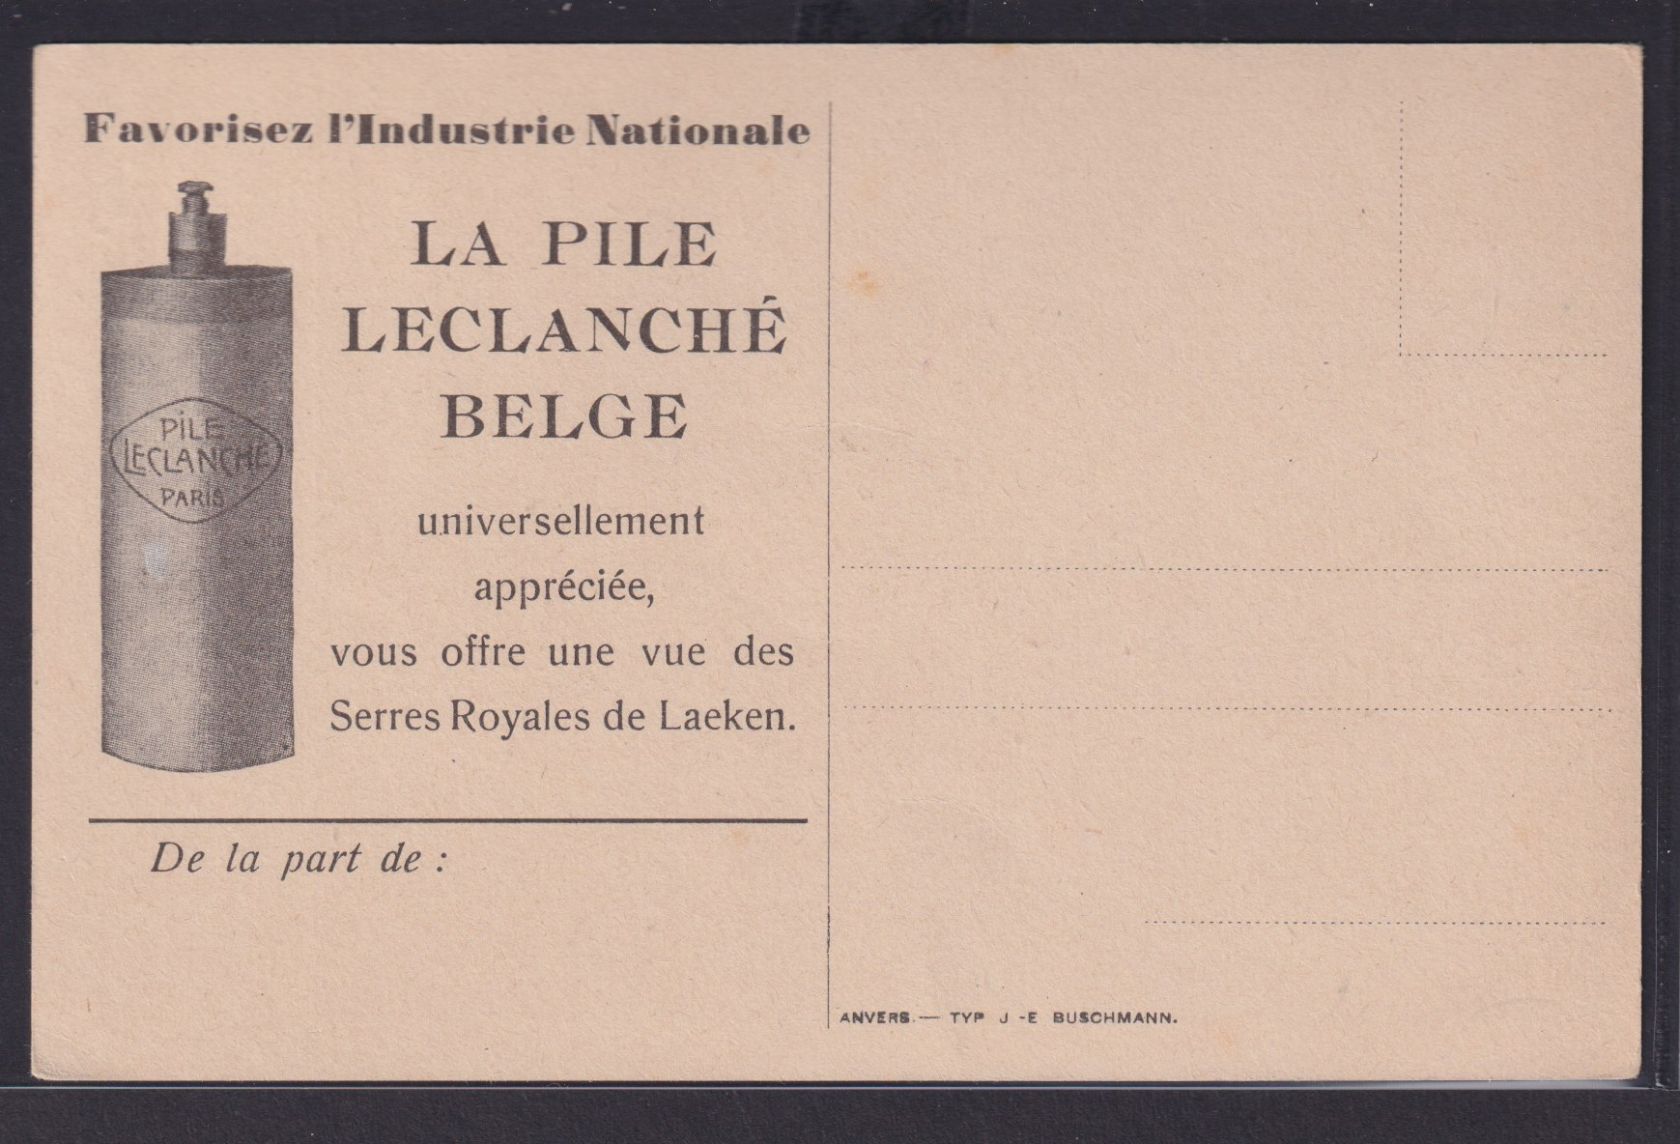 Favorisez l'Industrie Nationale
PILE
LECLANCHÉ
PARIS
LA PILE
LECLANCHÉ
BELGE
universellement
appréciée,
vous offre une vue des
Serres Royales de Laeken.
De la part de :
ANVERS.— TYP J -E BUSCHMANN.